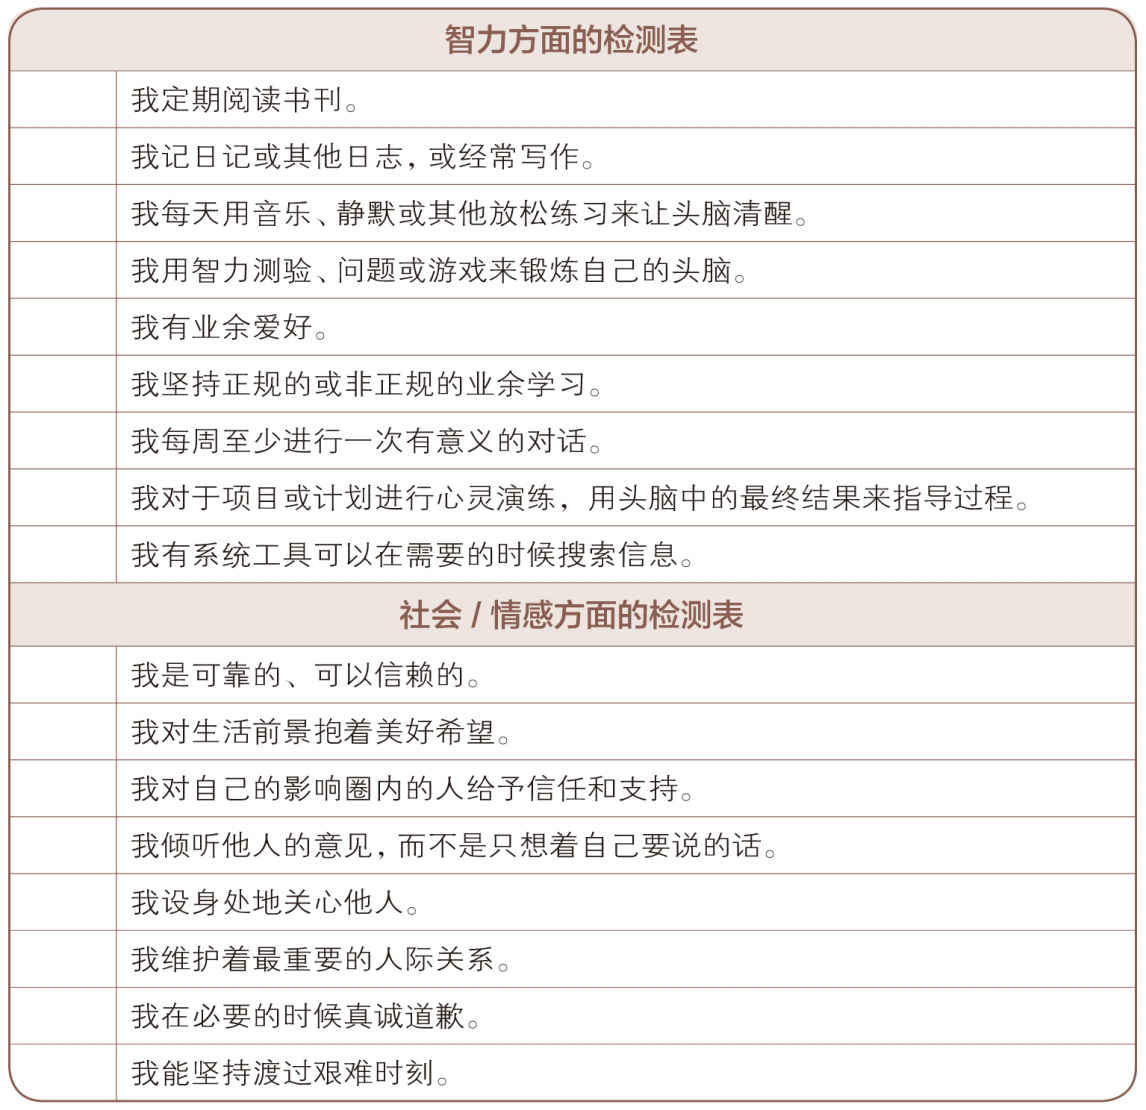 智力方面的检测表
我定期阅读书刊。
我记日记或其他日志，或经常写作。
我每天用音乐、静默或其他放松练习来让头脑清醒。
我用智力测验、问题或游戏来锻炼自己的头脑。
我有业余爱好。
我坚持正规的或非正规的业余学习。
我每周至少进行一次有意义的对话。
我对于项目或计划进行心灵演练，用头脑中的最终结果来指导过程。
我有系统工具可以在需要的时候搜索信息。
社会 / 情感方面的检测表
我是可靠的、可以信赖的。
我对生活前景抱着美好希望。
我对自己的影响圈内的人给予信任和支持。
我倾听他人的意见，而不是只想着自己要说的话。
我设身处地关心他人。
我维护着最重要的人际关系。
我在必要的时候真诚道歉。
我能坚持渡过艰难时刻。